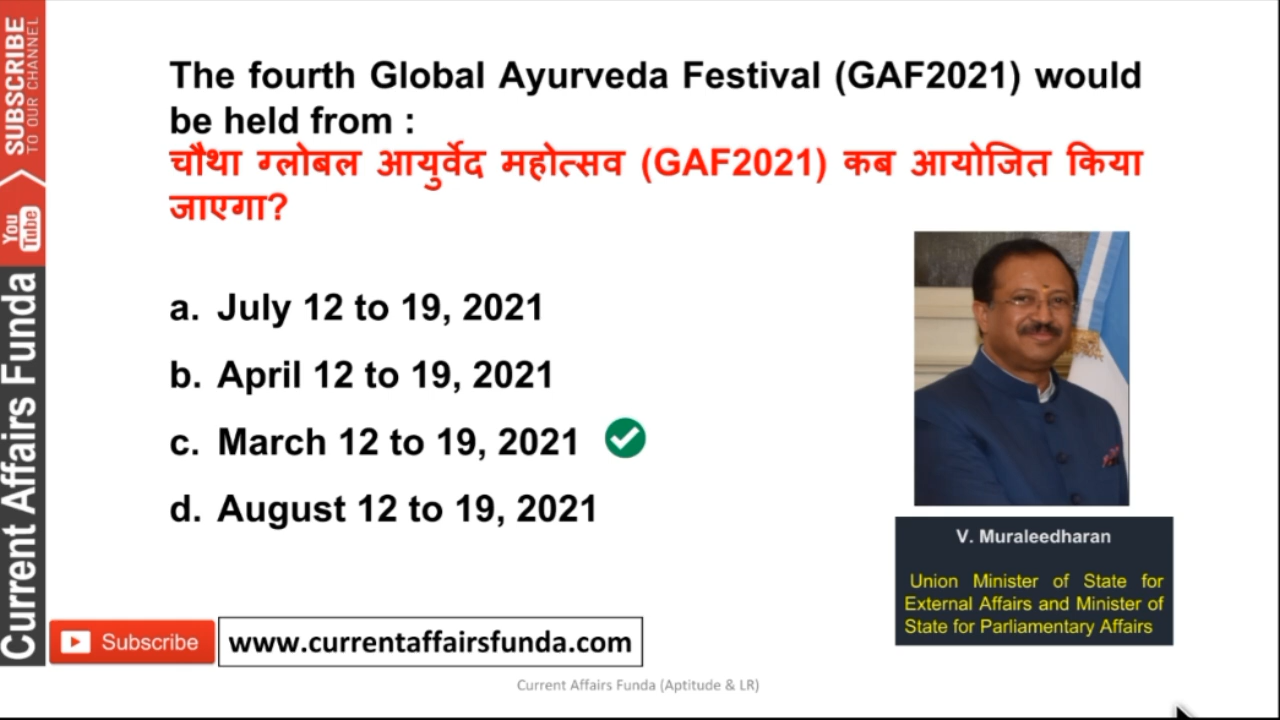 The fourth Global Ayurveda Festival (GAF2021) would
be held from :
चौथा ग्लोबल आयुर्वेद महोत्सव (GAF2021) कब आयोजित किया
जाएगा?
a. July 12 to 19, 2021
b. April 12 to 19, 2021
c. March 12 to 19, 2021
d. August 12 to 19, 2021
V. Muraleedharan
Union Minister of State for
External Affairs and Minister of
State for Parliamentary Affairs
SUBSCRIBE
TO OUR CHANNEL
You
Tube
Current Affairs Funda
Subscribe
www.currentaffairsfunda.com
Current Affairs Funda (Aptitude & LR)